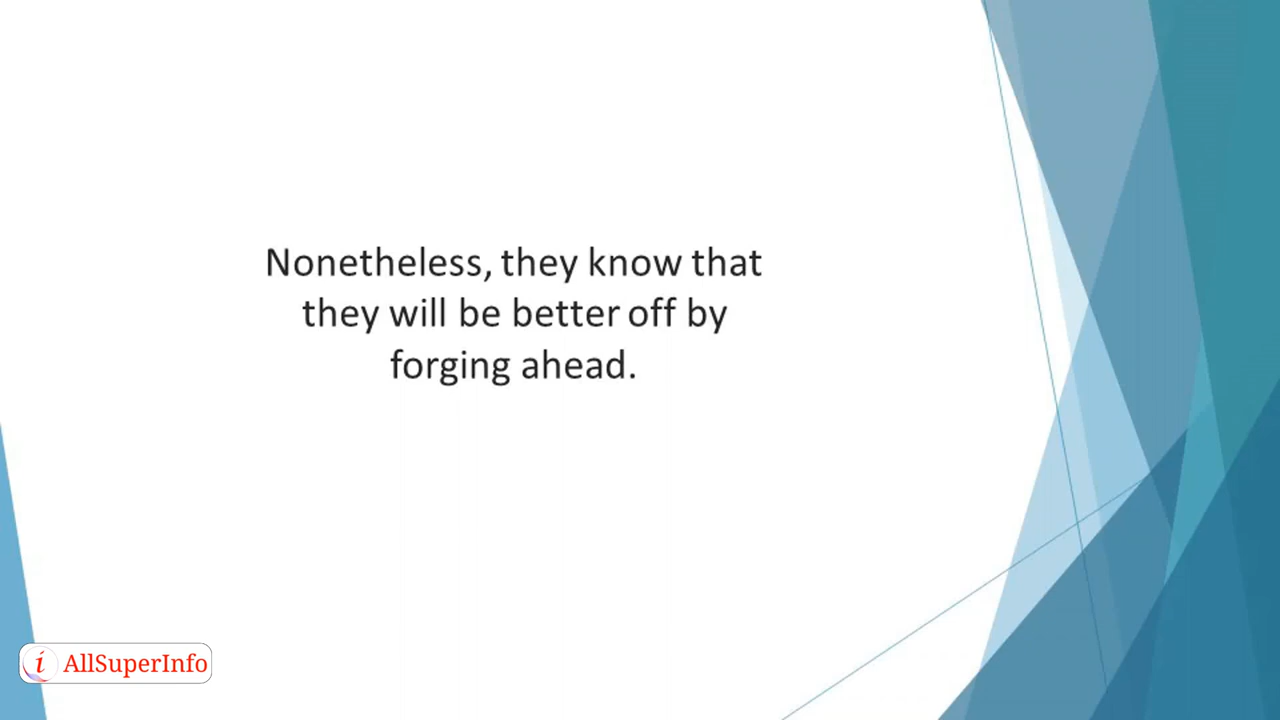 Nonetheless, they know that
they will be better off by
forging ahead.
i AllSuperInfo